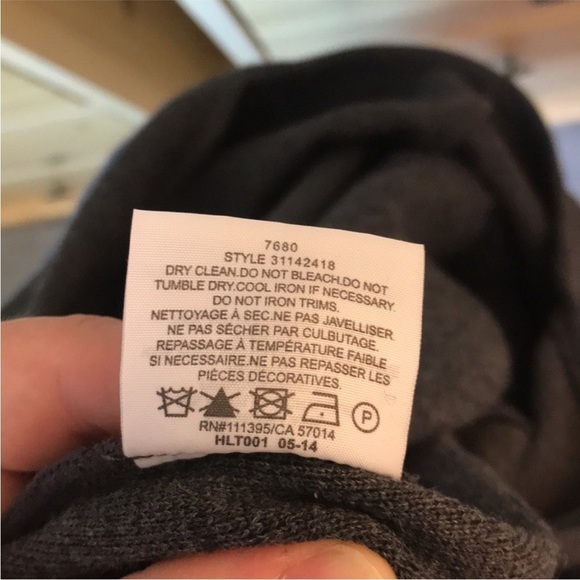 7680
STYLE 31142418
DRY CLEAN.DO NOT BLEACH.DO NOT
TUMBLE DRY.COOL IRON IF NECESSARY.
DO NOT IRON TRIMS.
NETTOYAGE À SEC.NE PAS JAVELLISER.
NE PAS SÉCHER PAR CULBUTAGE.
REPASSAGE À TEMPÉRATURE FAIBLE
SI NECESSAIRE.NE PAS REPASSER LES
PIÈCES DÉCORATIVES.
P
RN#111395/CA 57014
HLT001 05-14